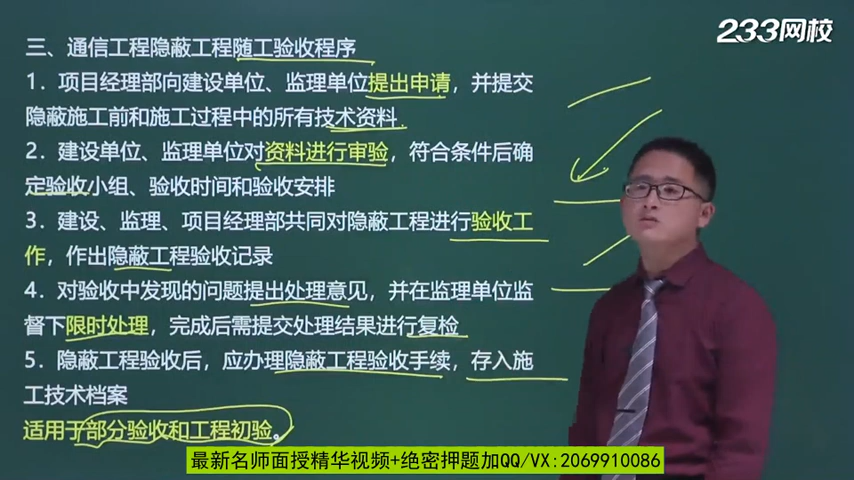 233网校
三、通信工程隐蔽工程随工验收程序
1．项目经理部向建设单位、监理单位提出申请，并提交
隐蔽施工前和施工过程中的所有技术资料
2．建设单位、监理单位对资料进行审验，符合条件后确
定验收小组、验收时间和验收安排
3．建设、监理、项目经理部共同对隐蔽工程进行验收工
作，作出隐蔽工程验收记录
4．对验收中发现的问题提出处理意见，并在监理单位监
督下限时处理，完成后需提交处理结果进行复检
5．隐蔽工程验收后，应办理隐蔽工程验收手续，存入施
工技术档案
适用于部分验收和工程初验。
最新名师面授精华视频+绝密押题加QQ/VX:2069910086